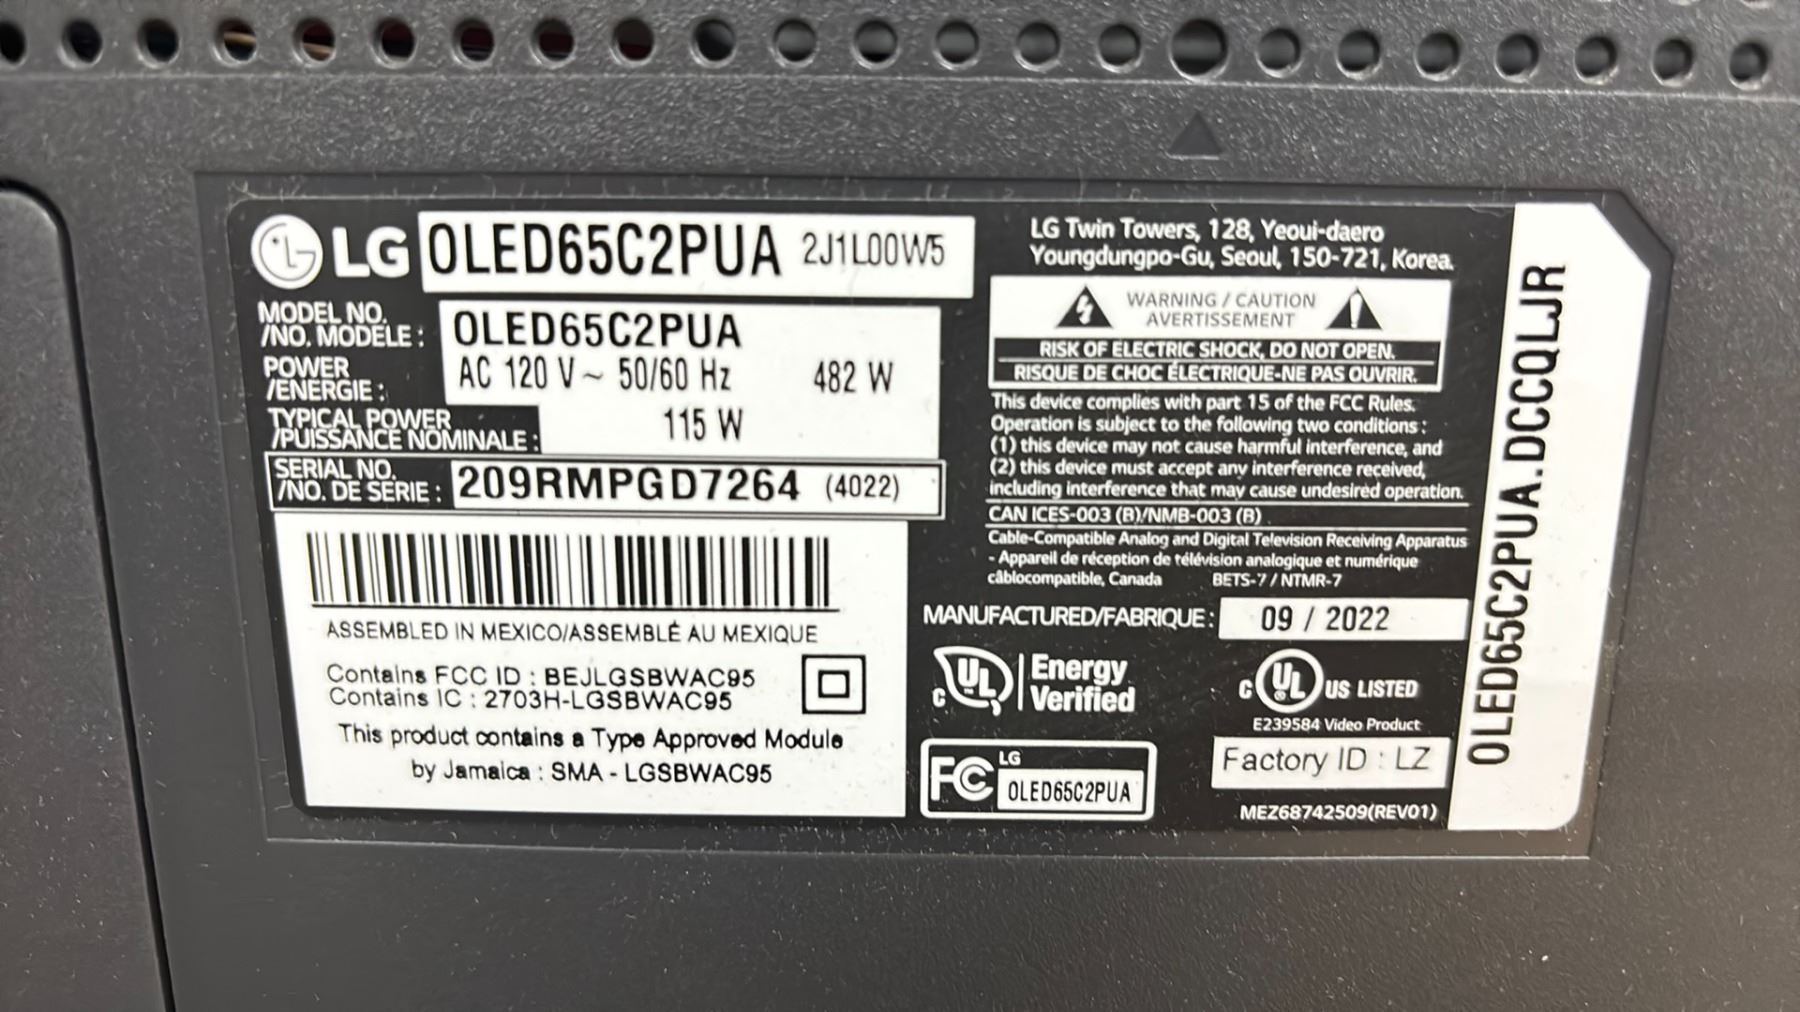 LG OLED65C2PUA 2J1L00W5
MODEL NO.
/NO. MODÈLE : OLED65C2PUA
POWER
/ÉNERGIE : AC 120 V ~ 50/60 Hz 482 W
TYPICAL POWER
/PUISSANCE NOMINALE : 115 W
SERIAL NO.
/NO. DE SÉRIE : 209RMPGD7264 (4022)
ASSEMBLED IN MEXICO/ASSEMBLÉ AU MEXIQUE
Contains FCC ID : BEJLGSBWAC95
Contains IC : 2703H-LGSBWAC95
This product contains a Type Approved Module
by Jamaica : SMA - LGSBWAC95
LG Twin Towers, 128, Yeoui-daero
Youngdungpo-Gu, Seoul, 150-721, Korea.
WARNING / CAUTION
AVERTISSEMENT
RISK OF ELECTRIC SHOCK, DO NOT OPEN.
RISQUE DE CHOC ÉLECTRIQUE-NE PAS OUVRIR.
This device complies with part 15 of the FCC Rules.
Operation is subject to the following two conditions :
(1) this device may not cause harmful interference, and
(2) this device must accept any interference received,
including interference that may cause undesired operation.
CAN ICES-003 (B)/NMB-003 (B)
Cable-Compatible Analog and Digital Television Receiving Apparatus
- Appareil de réception de télévision analogique et numérique
câblocompatible, Canada BETS-7 / NTMR-7
MANUFACTURED/FABRIQUE : 09 / 2022
C UL Energy
Verified
C UL US LISTED
E239584 Video Product
FC LG
OLED65C2PUA
Factory ID : LZ
MEZ68742509(REV01)
OLED65C2PUA.DCCQLJR